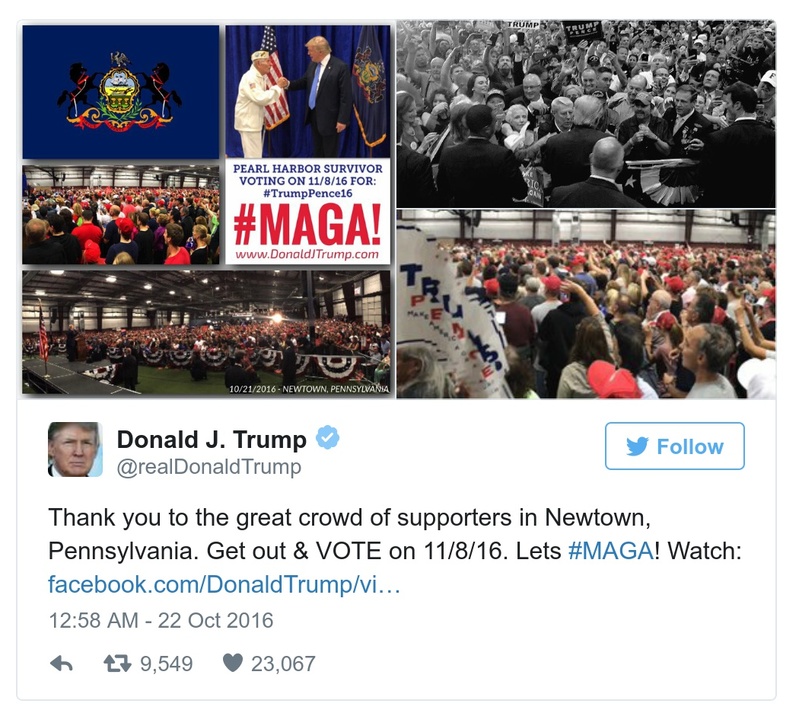 TRUMP
TRUMP
PENCE
PEARL HARBOR SURVIVOR
VOTING ON 11/8/16 FOR:
#TrumpPence16
#MAGA!
www.DonaldJTrump.com
TRUMP
PENCE
10/21/2016 - NEWTOWN, PENNSYLVANIA
Donald J. Trump
@realDonaldTrump
Follow
Thank you to the great crowd of supporters in Newtown,
Pennsylvania. Get out & VOTE on 11/8/16. Lets #MAGA! Watch:
facebook.com/DonaldTrump/vi…
12:58 AM - 22 Oct 2016
9,549 23,067